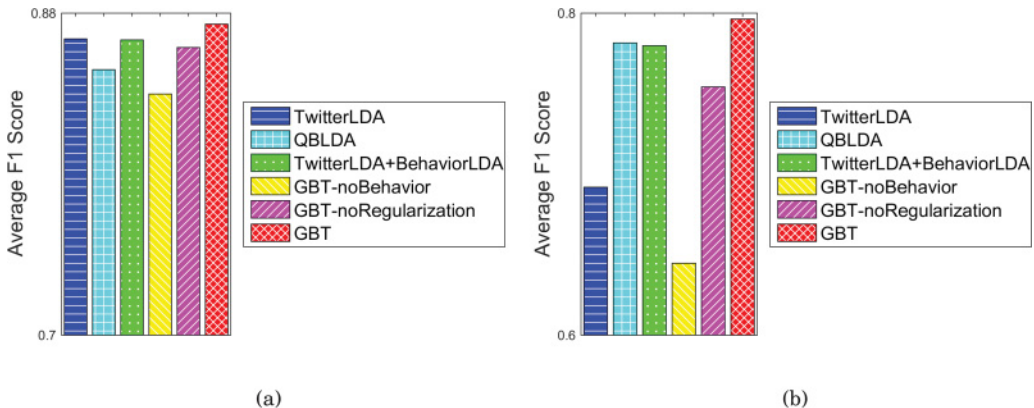 0.88
Average F1 Score
0.7
TwitterLDA
QBLDA
TwitterLDA+BehaviorLDA
GBT-noBehavior
GBT-noRegularization
GBT
(a)
0.8
Average F1 Score
0.6
TwitterLDA
QBLDA
TwitterLDA+BehaviorLDA
GBT-noBehavior
GBT-noRegularization
GBT
(b)